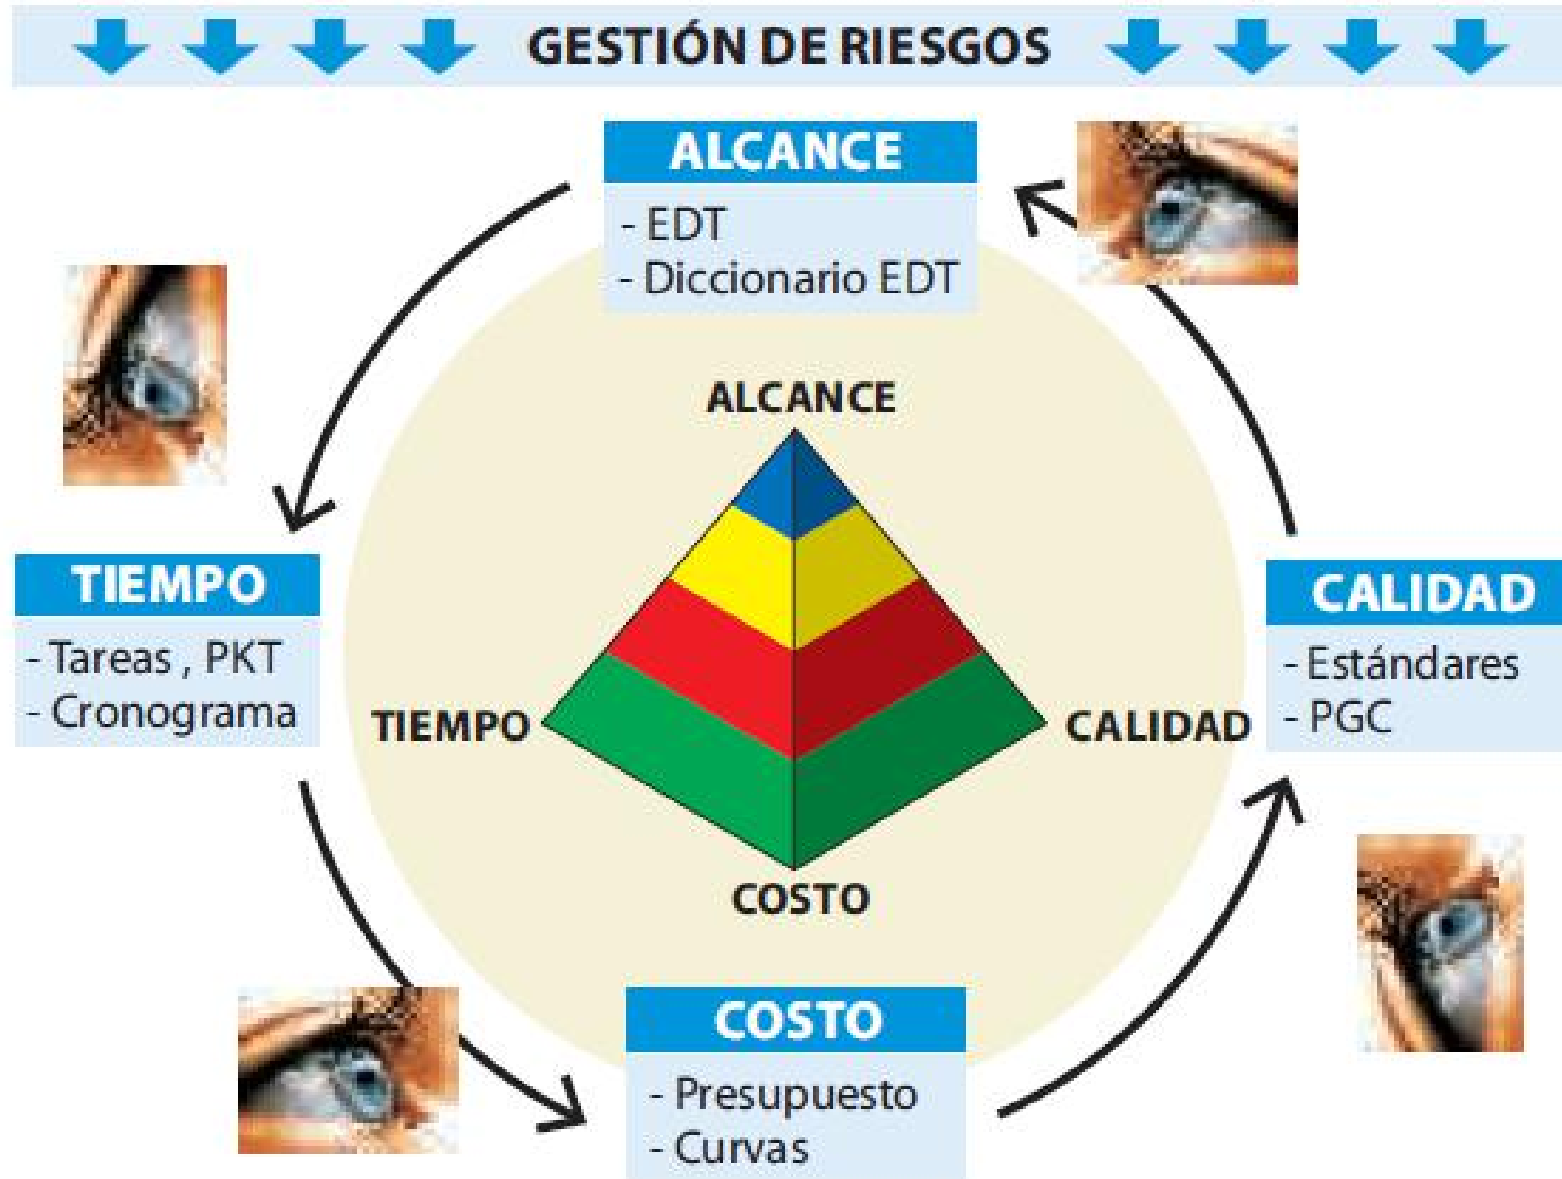 GESTIÓN DE RIESGOS
ALCANCE
- EDT
- Diccionario EDT
ALCANCE
TIEMPO
- Tareas , PKT
- Cronograma
TIEMPO
CALIDAD
CALIDAD
- Estándares
- PGC
COSTO
COSTO
- Presupuesto
- Curvas